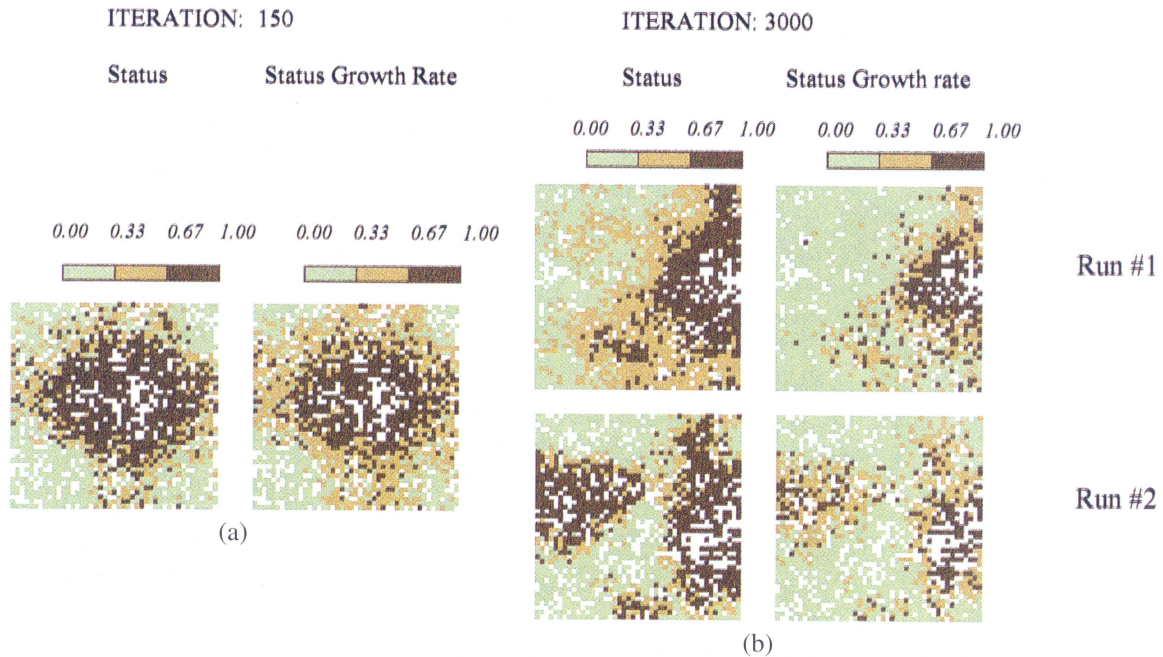 ITERATION: 150
Status
Status Growth Rate
0.00 0.33 0.67 1.00
0.00 0.33 0.67 1.00
(a)
ITERATION: 3000
Status
Status Growth rate
0.00 0.33 0.67 1.00
0.00 0.33 0.67 1.00
Run #1
Run #2
(b)